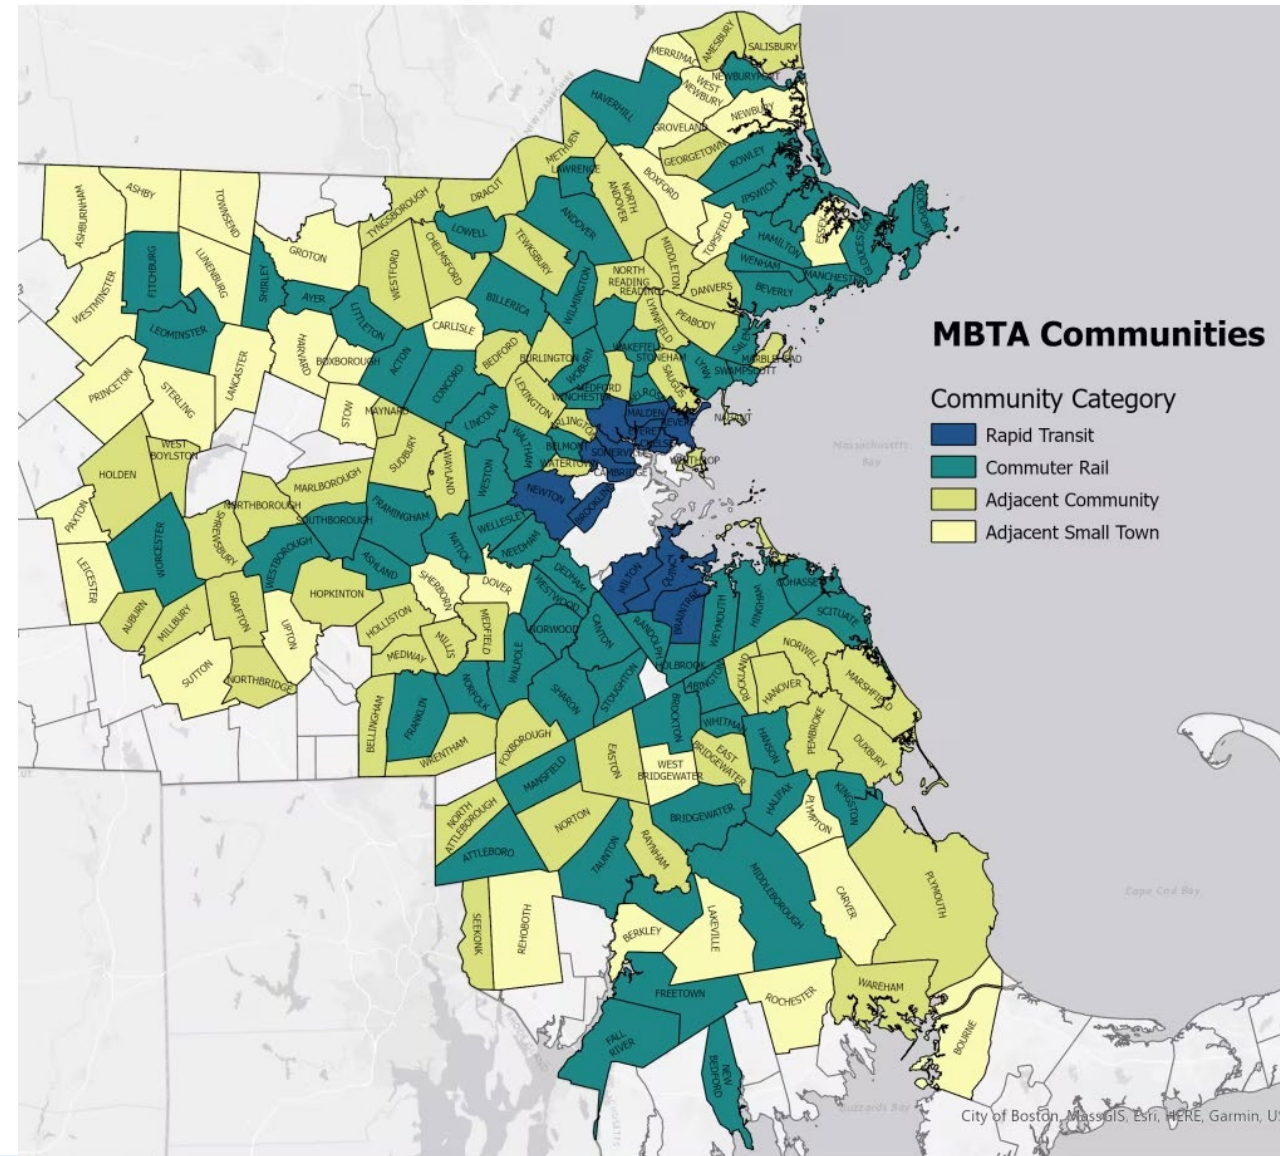 MERRIMAC
AMESBURY
SALISBURY
NEWBURYPORT
WEST
NEWBURY
HAVERHILL
NEWBURY
GROVELAND
METHUEN
GEORGETOWN
ROWLEY
LAWRENCE
BOXFORD
IPSWICH
ASHBURNHAM
ASHBY
TOWNSEND
TYNGSBOROUGH
DRACUT
NORTH
ANDOVER
ANDOVER
TOPSFIELD
ESSEX
ROCKPORT
GLOUCESTER
LOWELL
HAMILTON
FITCHBURG
LUNENBURG
SHIRLEY
GROTON
WESTFORD
CHELMSFORD
TEWKSBURY
MIDDLETON
WENHAM
MANCHESTER
WESTMINSTER
AYER
LITTLETON
BILLERICA
WILMINGTON
NORTH
READING
READING
DANVERS
BEVERLY
LEOMINSTER
HARVARD
BOXBOROUGH
ACTON
CARLISLE
BEDFORD
BURLINGTON
WOBURN
WAKEFIELD
LYNNFIELD
PEABODY
SALEM
MARBLEHEAD
MBTA Communities
PRINCETON
STERLING
LANCASTER
CONCORD
STONEHAM
SAUGUS
LYNN
SWAMPSCOTT
STOW
MAYNARD
LINCOLN
LEXINGTON
MEDFORD
WINCHESTER
MELROSE
MALDEN
REVERE
NAHANT
Community Category
Rapid Transit
Commuter Rail
Adjacent Community
Adjacent Small Town
HOLDEN
WEST
BOYLSTON
SUDBURY
WAYLAND
WALTHAM
ARLINGTON
BELMONT
WATERTOWN
EVERETT
CHELSEA
SOMERVILLE
CAMBRIDGE
WINTHROP
Massachusetts
Bay
PAXTON
NORTHBOROUGH
MARLBOROUGH
WESTON
NEWTON
BROOKLINE
LEICESTER
WORCESTER
SHREWSBURY
WESTBOROUGH
SOUTHBOROUGH
FRAMINGHAM
NATICK
WELLESLEY
NEEDHAM
ASHLAND
AUBURN
MILLBURY
GRAFTON
UPTON
HOPKINTON
HOLLISTON
SHERBORN
DOVER
DEDHAM
WESTWOOD
MILTON
QUINCY
BRAINTREE
WEYMOUTH
HINGHAM
COHASSET
SCITUATE
SUTTON
NORTHBRIDGE
MEDWAY
MILLIS
MEDFIELD
NORWOOD
CANTON
RANDOLPH
HOLBROOK
NORWELL
BELLINGHAM
FRANKLIN
NORFOLK
WALPOLE
SHARON
STOUGHTON
ABINGTON
ROCKLAND
HANOVER
MARSHFIELD
WRENTHAM
FOXBOROUGH
BROCKTON
WHITMAN
HANSON
PEMBROKE
DUXBURY
MANSFIELD
EASTON
WEST
BRIDGEWATER
EAST
BRIDGEWATER
NORTH
ATTLEBOROUGH
ATTLEBORO
NORTON
TAUNTON
RAYNHAM
BRIDGEWATER
HALIFAX
PLYMPTON
KINGSTON
SEEKONK
REHOBOTH
BERKLEY
LAKEVILLE
MIDDLEBOROUGH
CARVER
PLYMOUTH
Cape Cod Bay
FREETOWN
ROCHESTER
WAREHAM
BOURNE
FALL
RIVER
NEW
BEDFORD
Buzzards Bay
City of Boston, MassGIS, Esri, HERE, Garmin, US